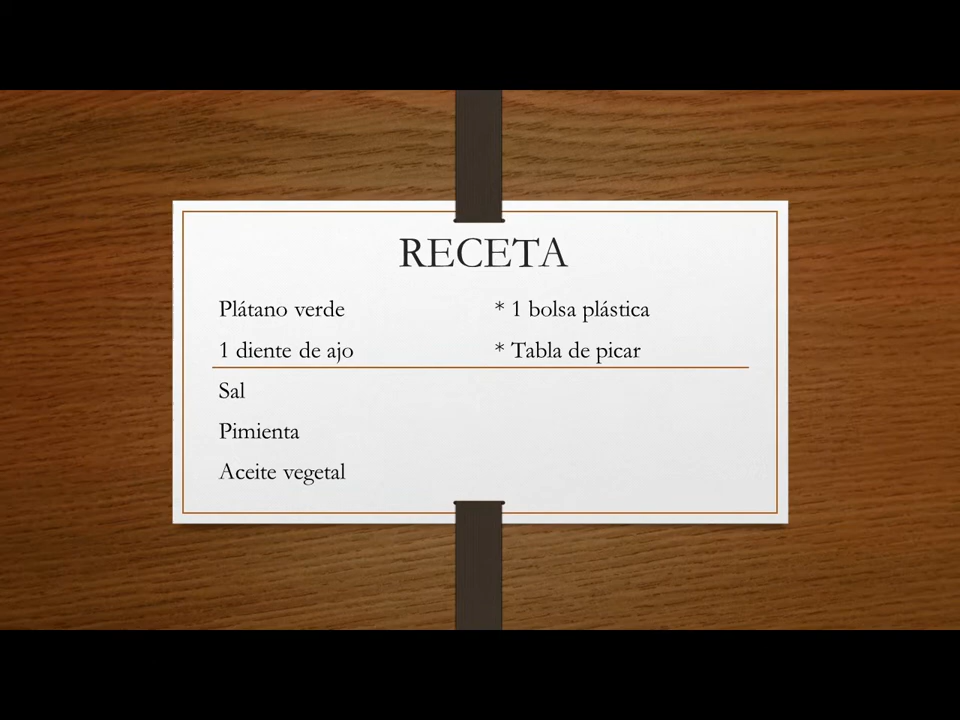 RECETA
Plátano verde
1 diente de ajo
Sal
Pimienta
Aceite vegetal
* 1 bolsa plástica
* Tabla de picar